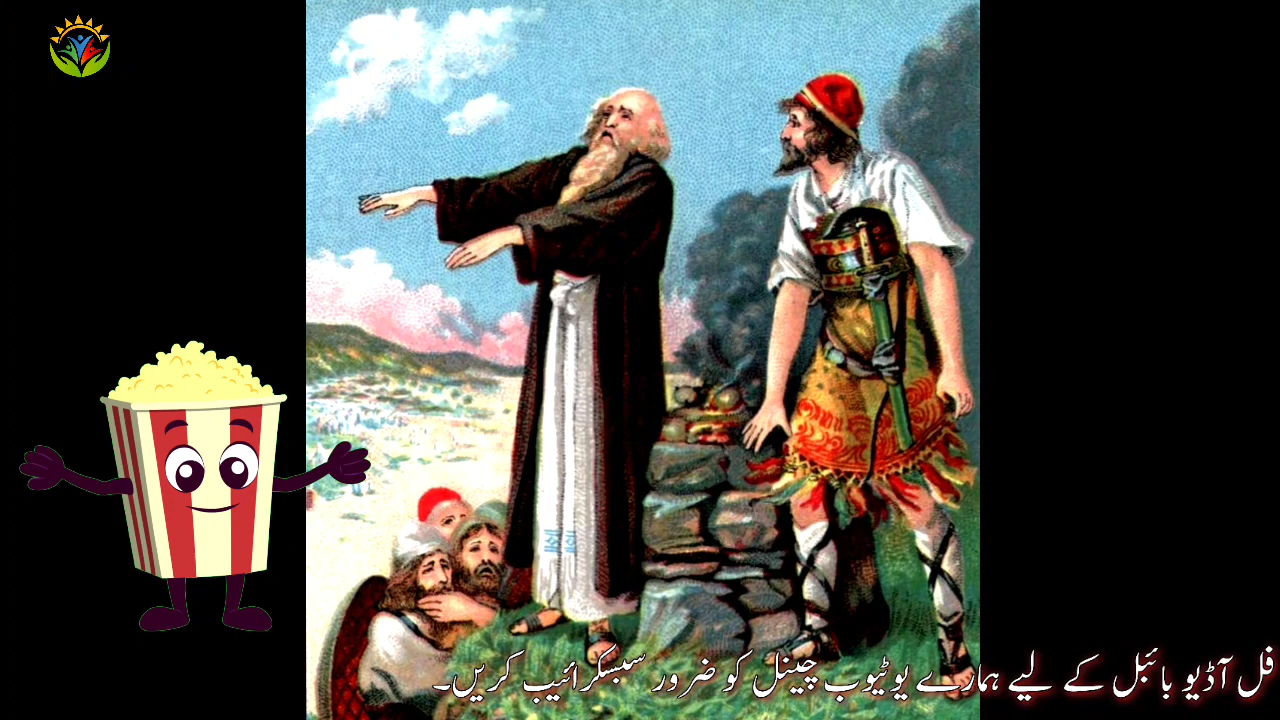 فل آڈیو بائبل کے لیے ہمارے یوٹیوب چینل کو ضرور سبسکرائیب کریں۔